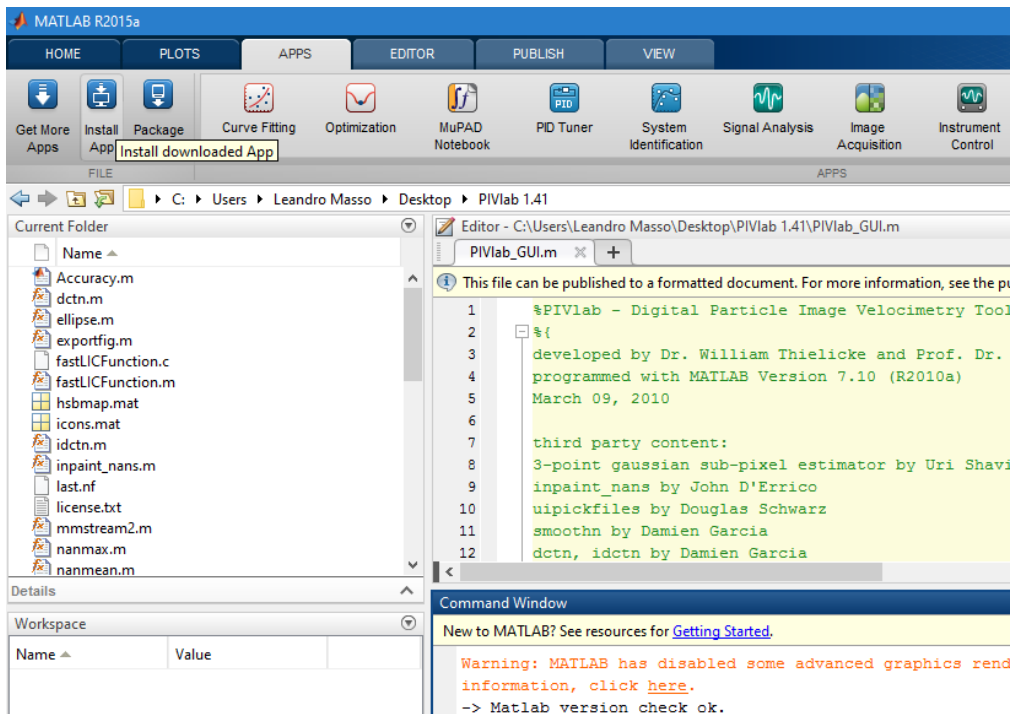 MATLAB R2015a
HOME PLOTS APPS EDITOR PUBLISH VIEW
Get More Apps
Install App
Package
Curve Fitting
Optimization
MuPAD Notebook
PID
PID Tuner
System Identification
Signal Analysis
Image Acquisition
Instrument Control
Install downloaded App
FILE
APPS
C: Users Leandro Masso Desktop PIVlab 1.41
Current Folder
Name
Accuracy.m
dctn.m
ellipse.m
exportfig.m
fastLICFunction.c
fastLICFunction.m
hsbmap.mat
icons.mat
idctn.m
inpaint_nans.m
last.nf
license.txt
mmstream2.m
nanmax.m
nanmean.m
Details
Workspace
Name Value
Editor - C:\Users\Leandro Masso\Desktop\PIVlab 1.41\PIVlab_GUI.m
PIVlab_GUI.m
This file can be published to a formatted document. For more information, see the pu
1 %PIVlab - Digital Particle Image Velocimetry Tool
2 %{
3 developed by Dr. William Thielicke and Prof. Dr.
4 programmed with MATLAB Version 7.10 (R2010a)
5 March 09, 2010
6
7 third party content:
8 3-point gaussian sub-pixel estimator by Uri Shavi
9 inpaint_nans by John D'Errico
10 uipickfiles by Douglas Schwarz
11 smoothn by Damien Garcia
12 dctn, idctn by Damien Garcia
Command Window
New to MATLAB? See resources for Getting Started.
Warning: MATLAB has disabled some advanced graphics rend
information, click here.
-> Matlab version check ok.